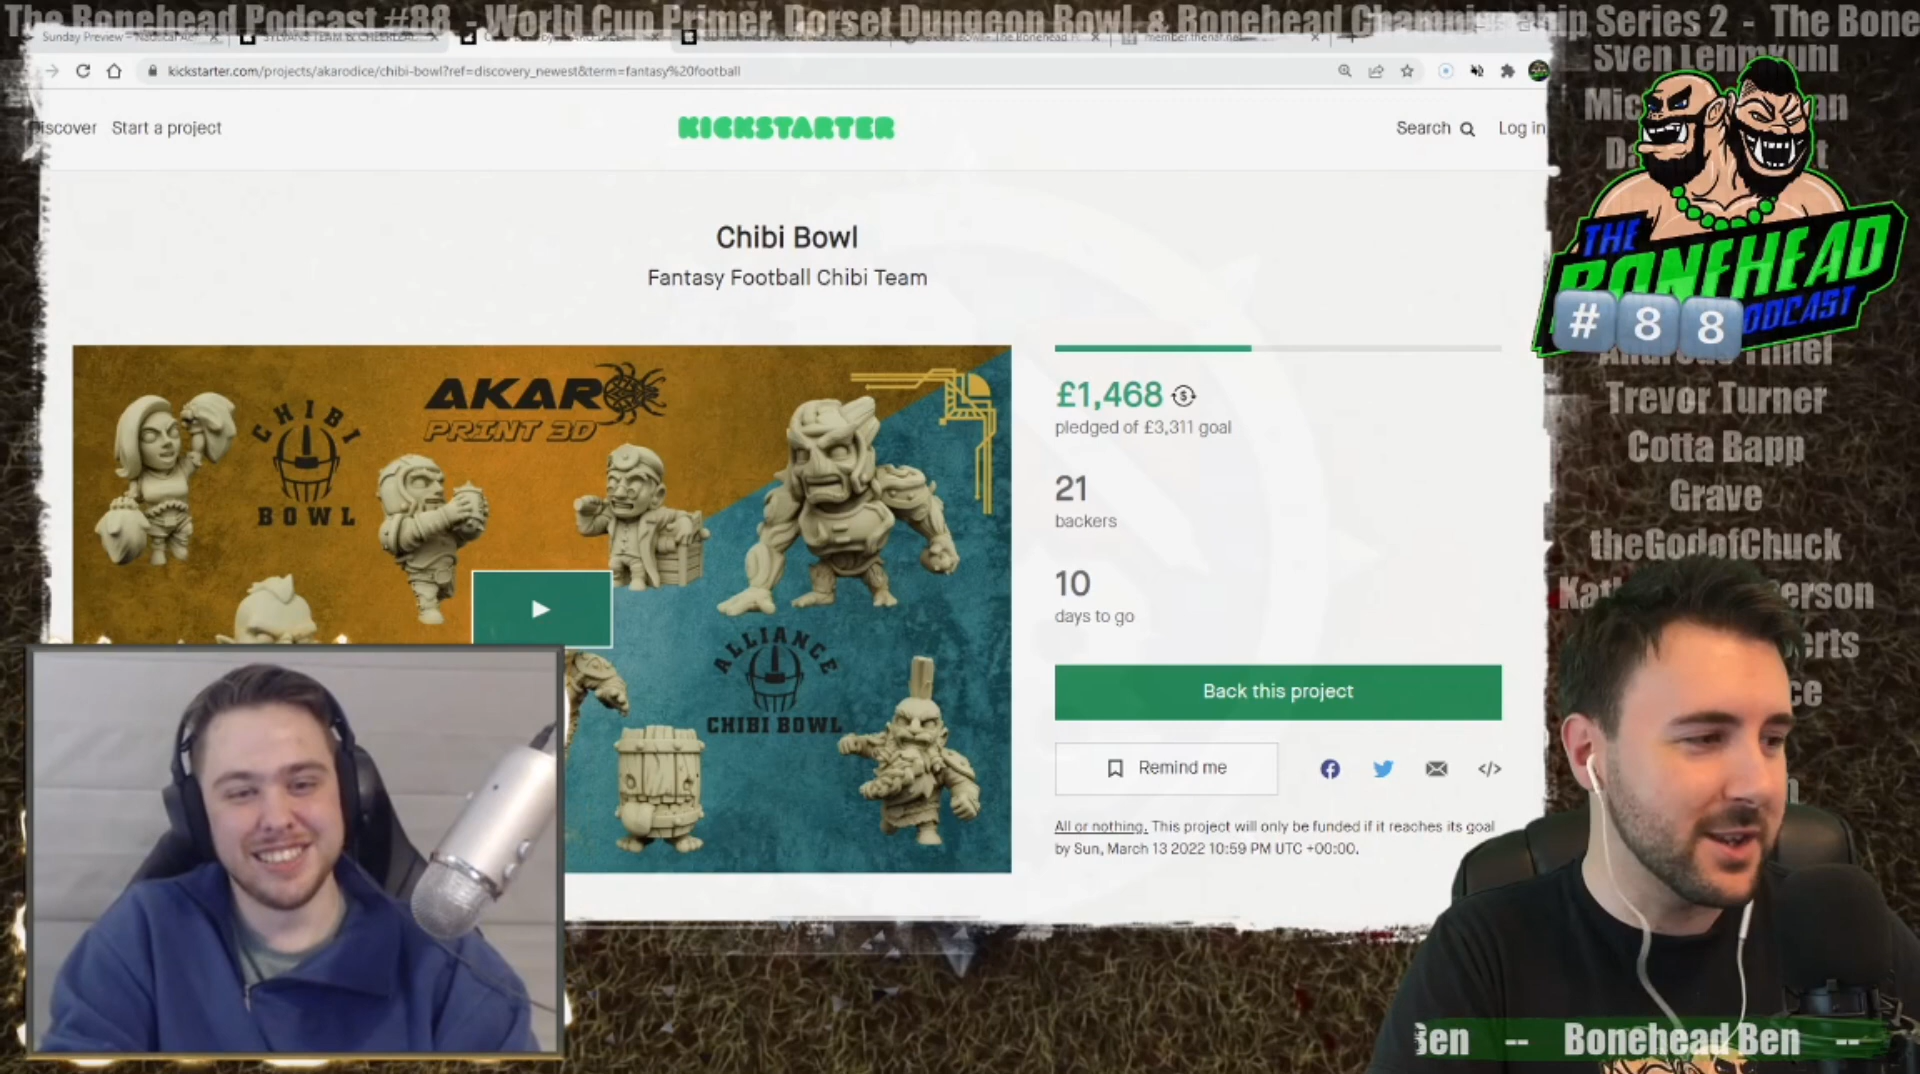 The Bonehead Podcast #88 - World Cup Primer, Dorset Dungeon Bowl & Bonehead Championship Series 2 - The Bone
kickstarter.com/projects/akarodice/chibi-bowl?ref=discovery_newest&term=fantasy%20football
Discover Start a project
KICKSTARTER
Search
Log in
Chibi Bowl
Fantasy Football Chibi Team
CHIBI
BOWL
AKARO
PRINT 3D
ALLIANCE
CHIBI BOWL
£1,468
pledged of £3,311 goal
21
backers
10
days to go
Back this project
Remind me
All or nothing. This project will only be funded if it reaches its goal
by Sun, March 13 2022 10:59 PM UTC +00:00.
Sven Lehmkuhl
THE
BONEHEAD
PODCAST
#88
Trevor Turner
Cotta Bapp
Grave
theGodofChuck
Ben -- Bonehead Ben --